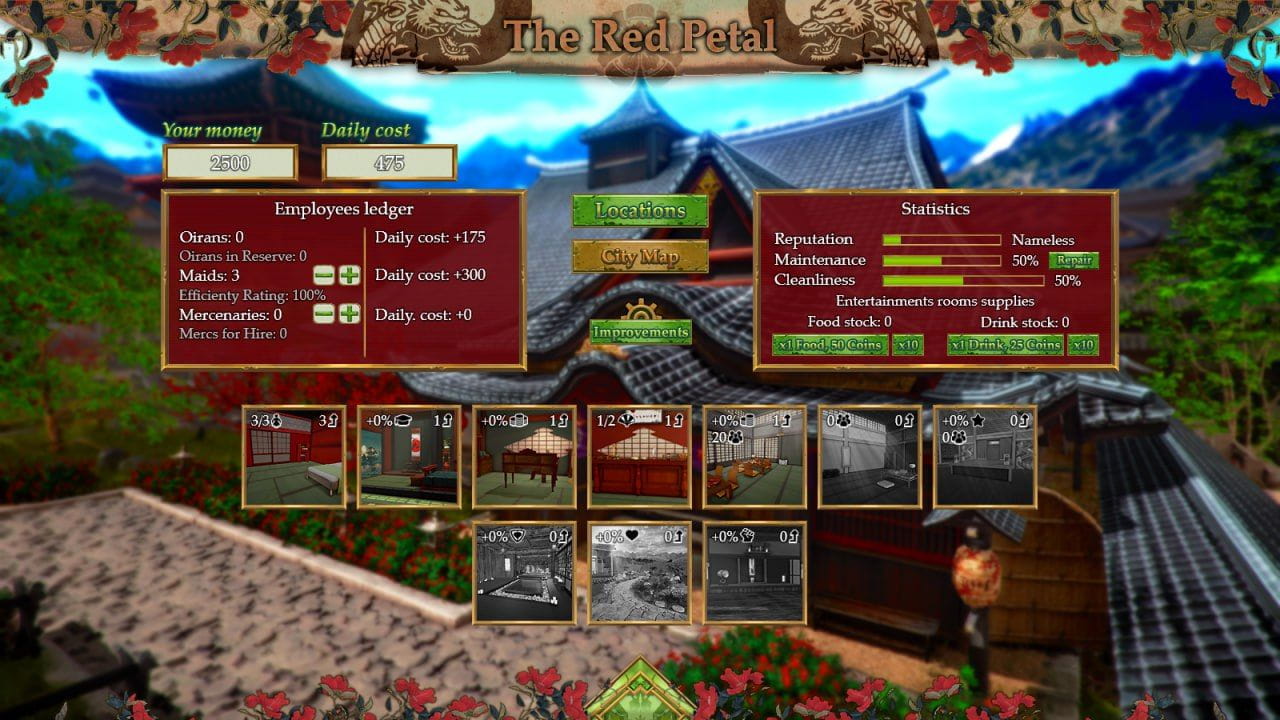 The Red Petal
Your money
Daily cost
2500
475
Employees ledger
Oirans: 0
Daily cost: +175
Oirans in Reserve: 0
Maids: 3
Daily cost: +300
Efficienty Rating: 100%
Mercenaries: 0
Daily. cost: +0
Mercs for Hire: 0
Locations
City Map
Improvements
Statistics
Reputation
Nameless
Maintenance
50%
Repair
Cleanliness
50%
Entertainments rooms supplies
Food stock: 0
Drink stock: 0
x1 Food, 50 Coins
x10
x1 Drink, 25 Coins
x10
3/3
3
+0%
1
+0%
1
1/2
1
+0%
1
20
0
0
+0%
0
0
+0%
0
+0%
0
+0%
0